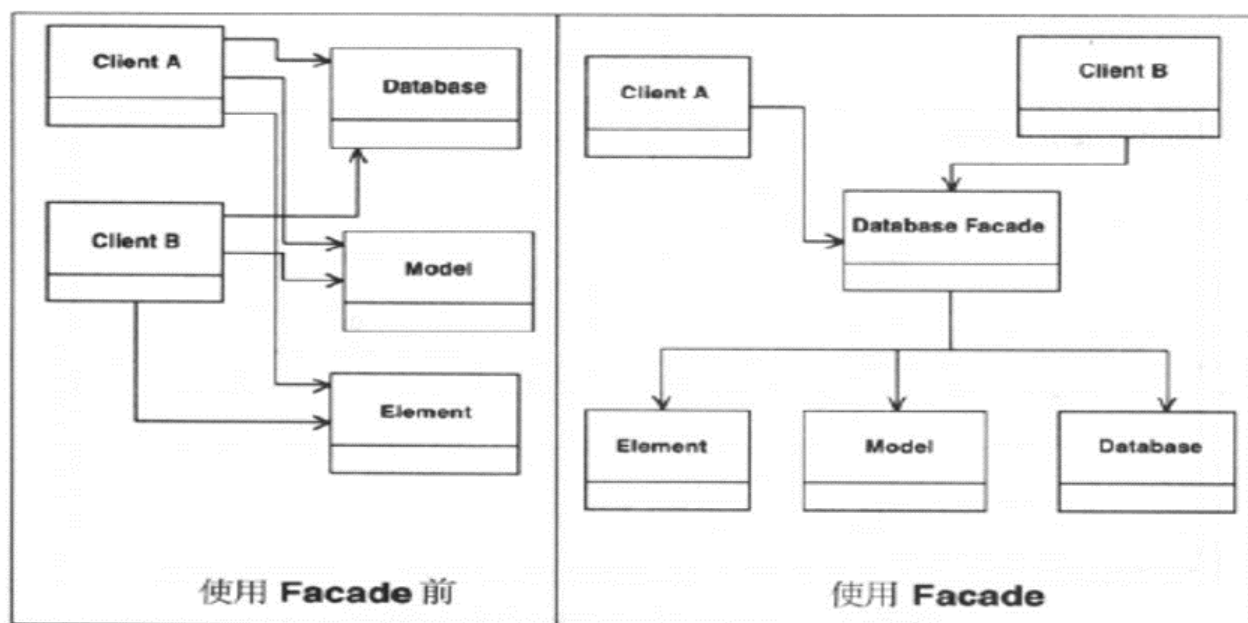 Client A
Database
Client B
Model
Element
使用 Facade 前
Client A
Client B
Database Facade
Element
Model
Database
使用 Facade